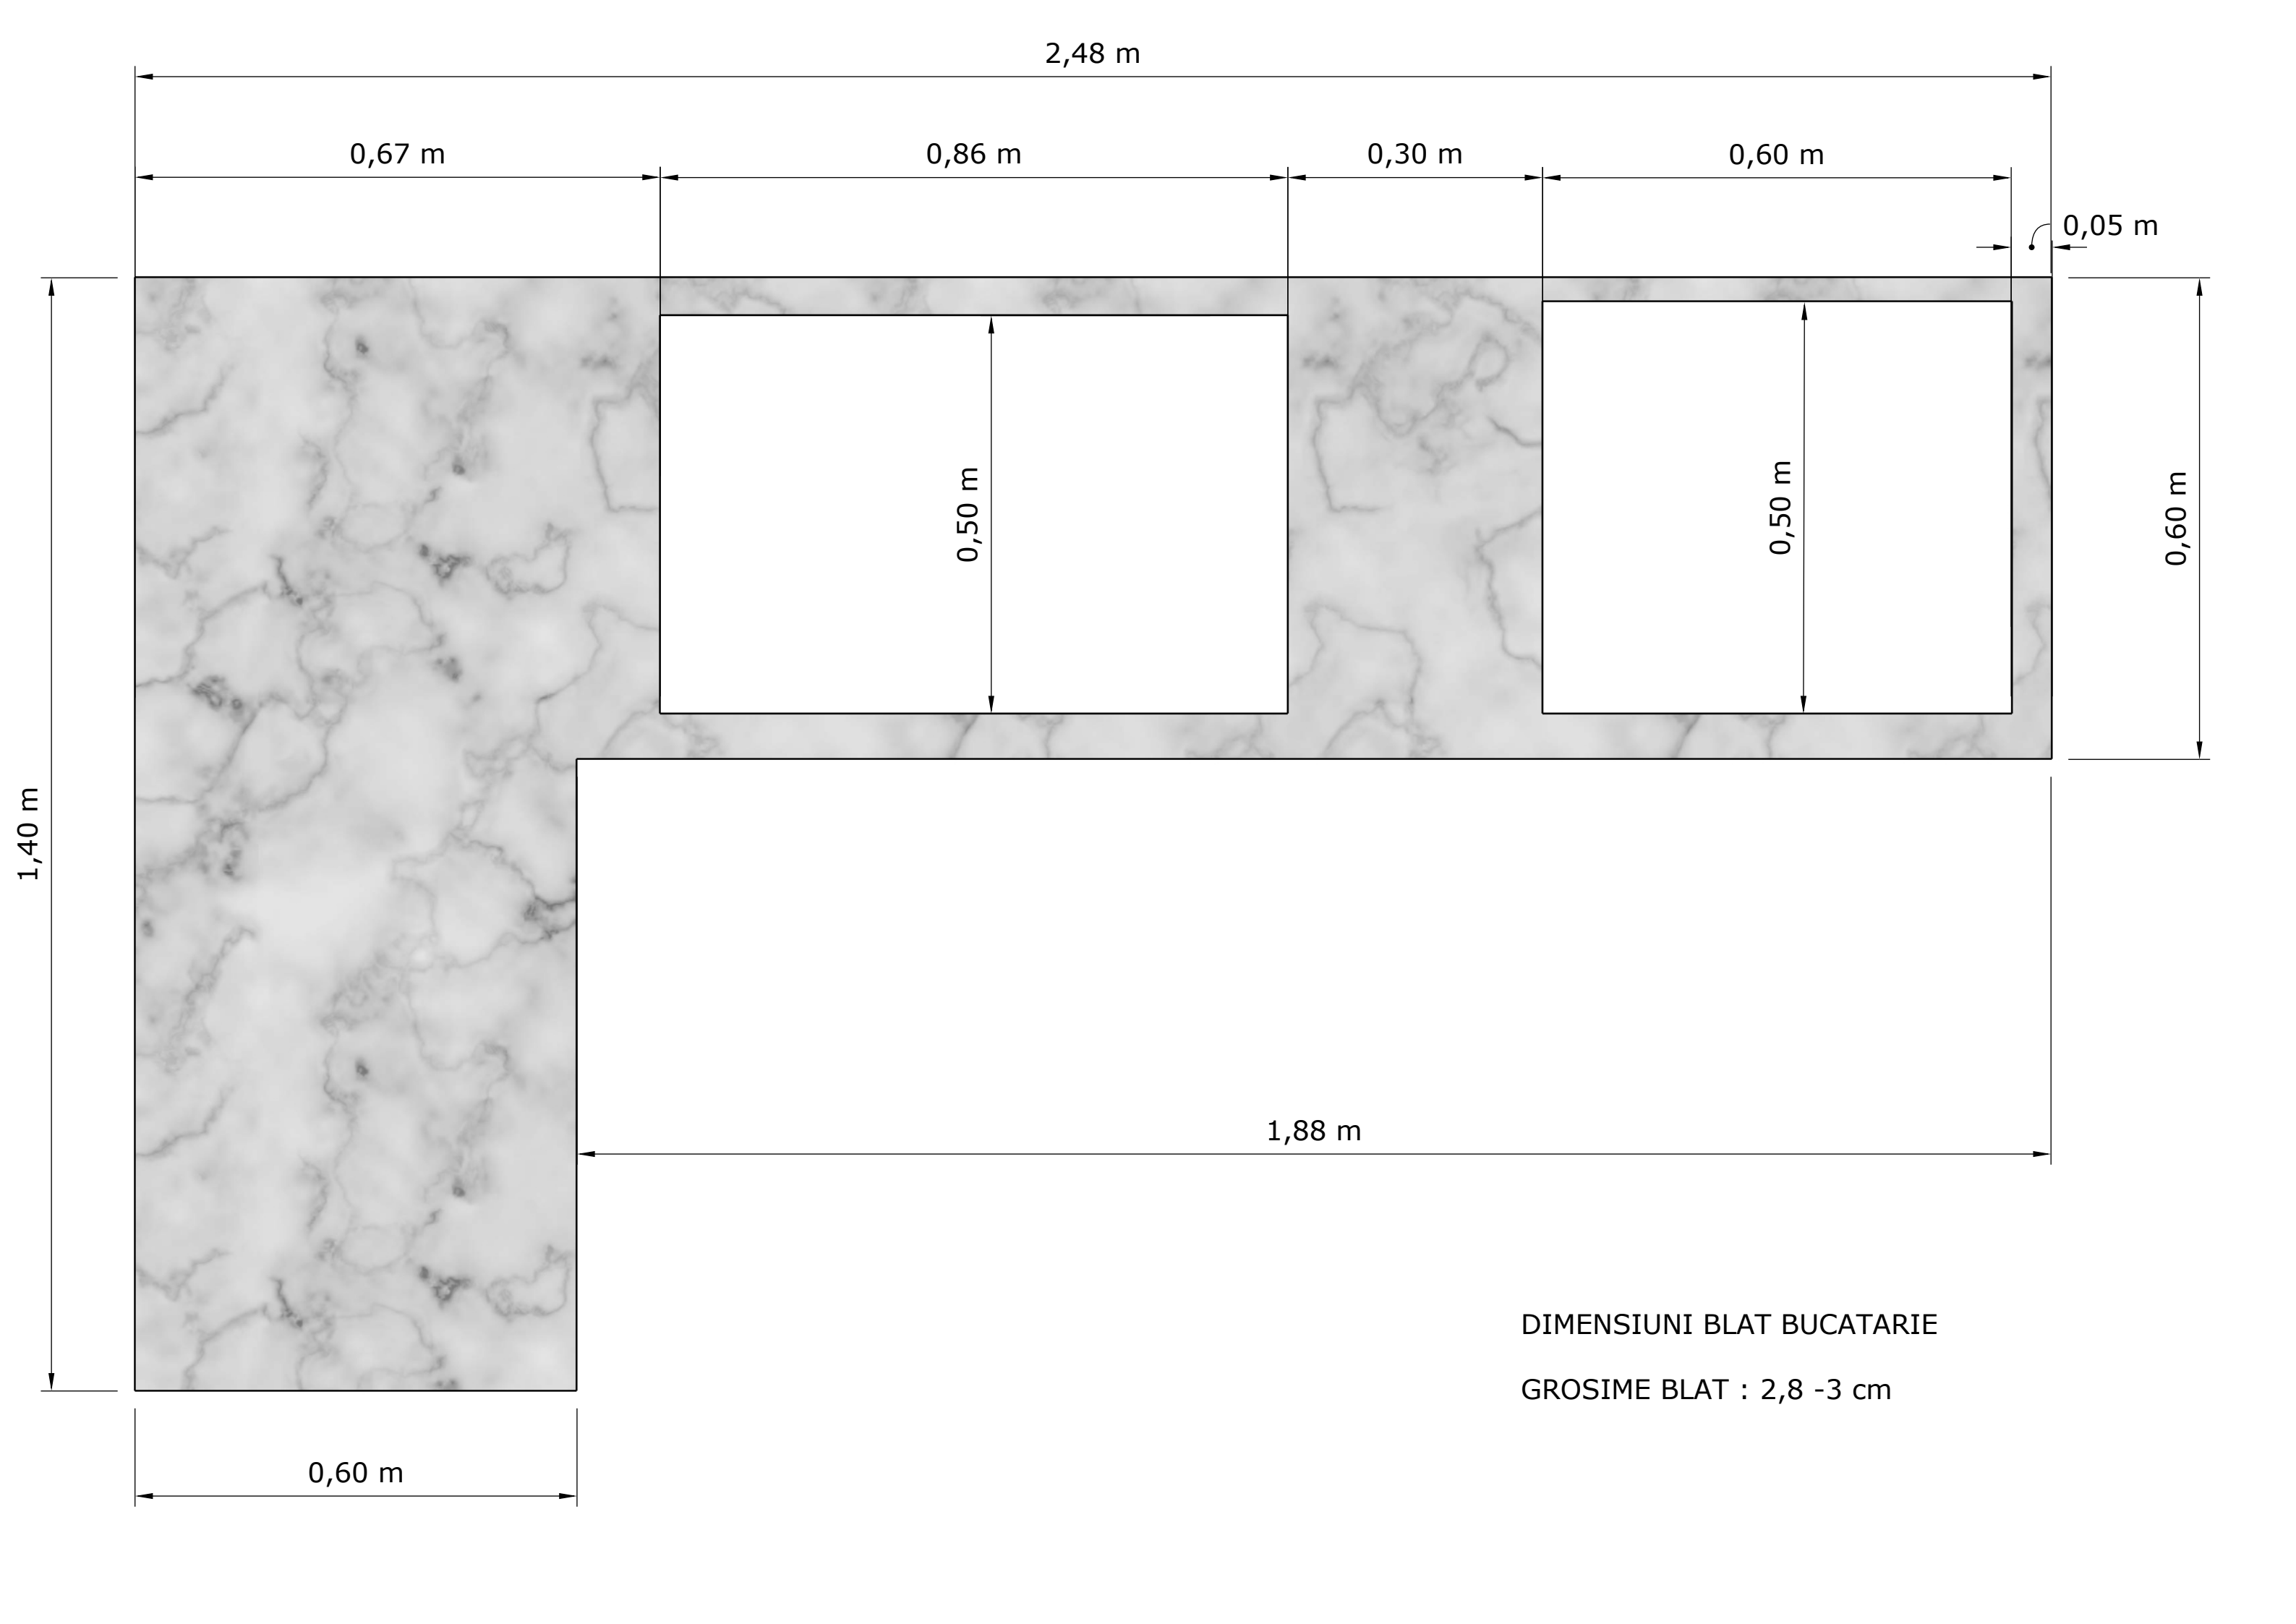 2,48 m
0,67 m
0,86 m
0,30 m
0,60 m
0,05 m
0,50 m
0,50 m
0,60 m
1,40 m
1,88 m
DIMENSIUNI BLAT BUCATARIE
GROSIME BLAT : 2,8 -3 cm
0,60 m